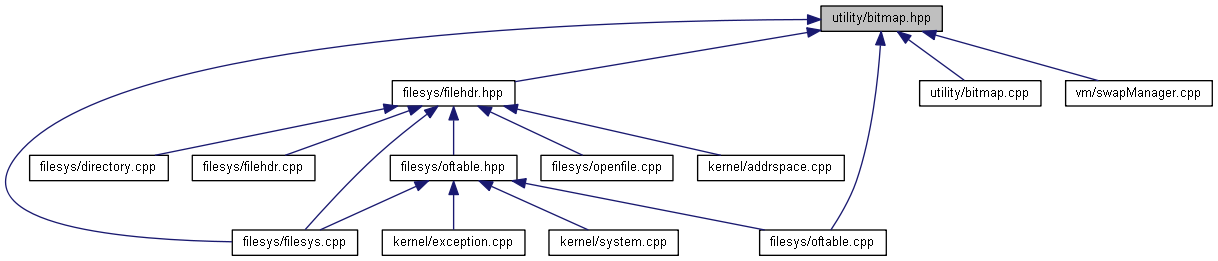 utility/bitmap.hpp
filesys/filehdr.hpp
utility/bitmap.cpp
vm/swapManager.cpp
filesys/directory.cpp
filesys/filehdr.cpp
filesys/oftable.hpp
filesys/openfile.cpp
kernel/addrspace.cpp
filesys/filesys.cpp
kernel/exception.cpp
kernel/system.cpp
filesys/oftable.cpp